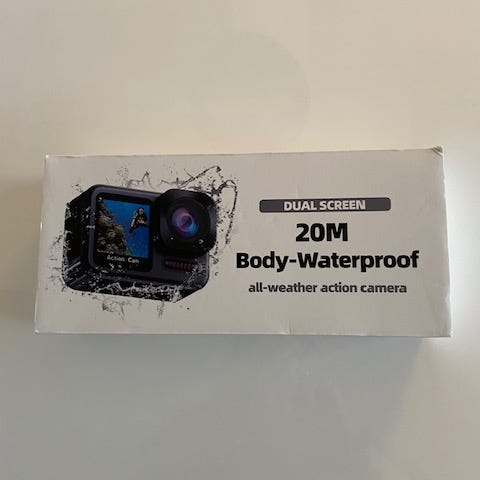 DUAL SCREEN
20M
Body-Waterproof
all-weather action camera
Action Cam